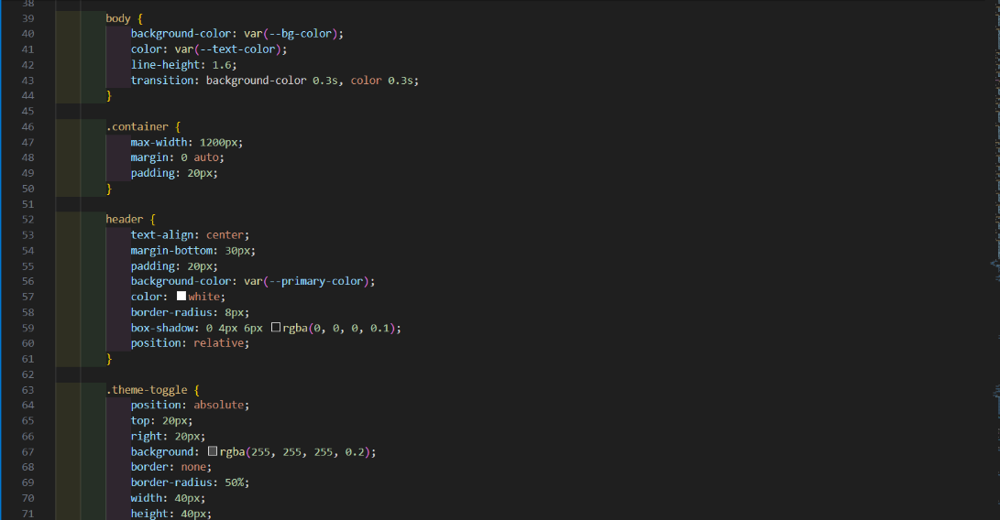 38
39 body {
40 background-color: var(--bg-color);
41 color: var(--text-color);
42 line-height: 1.6;
43 transition: background-color 0.3s, color 0.3s;
44 }
45
46 .container {
47 max-width: 1200px;
48 margin: 0 auto;
49 padding: 20px;
50 }
51
52 header {
53 text-align: center;
54 margin-bottom: 30px;
55 padding: 20px;
56 background-color: var(--primary-color);
57 color: white;
58 border-radius: 8px;
59 box-shadow: 0 4px 6px rgba(0, 0, 0, 0.1);
60 position: relative;
61 }
62
63 .theme-toggle {
64 position: absolute;
65 top: 20px;
66 right: 20px;
67 background: rgba(255, 255, 255, 0.2);
68 border: none;
69 border-radius: 50%;
70 width: 40px;
71 height: 40px;